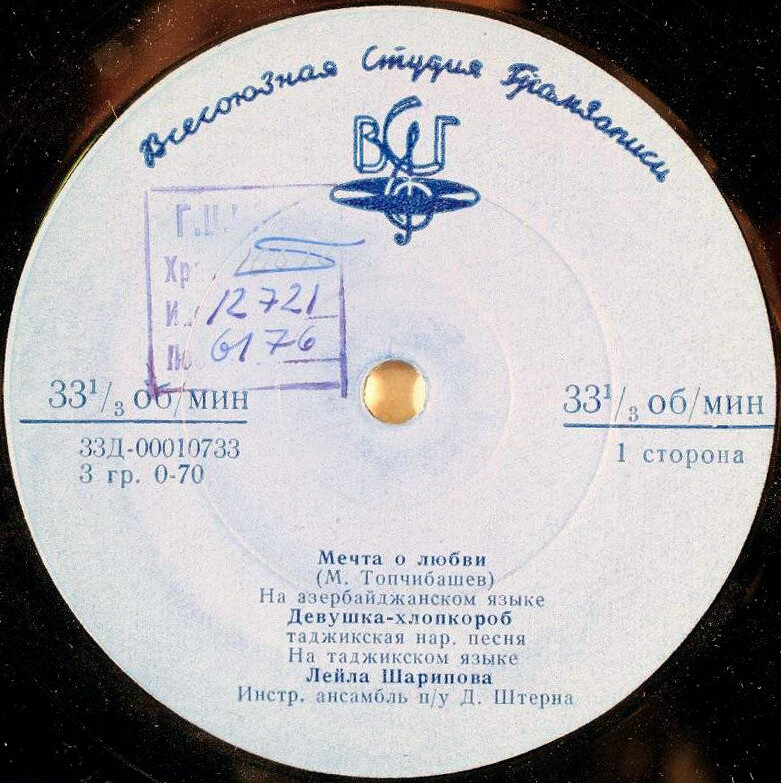 Всесоюзная Студия Грамзаписи
ВСГ
12721
6176
33¹/₃ об/мин
33Д-00010733
3 гр. 0-70
33¹/₃ об/мин
1 сторона
Мечта о любви
(М. Топчибашев)
На азербайджанском языке
Девушка-хлопкороб
таджикская нар. песня
На таджикском языке
Лейла Шарипова
Инстр. ансамбль п/у Д. Штерна